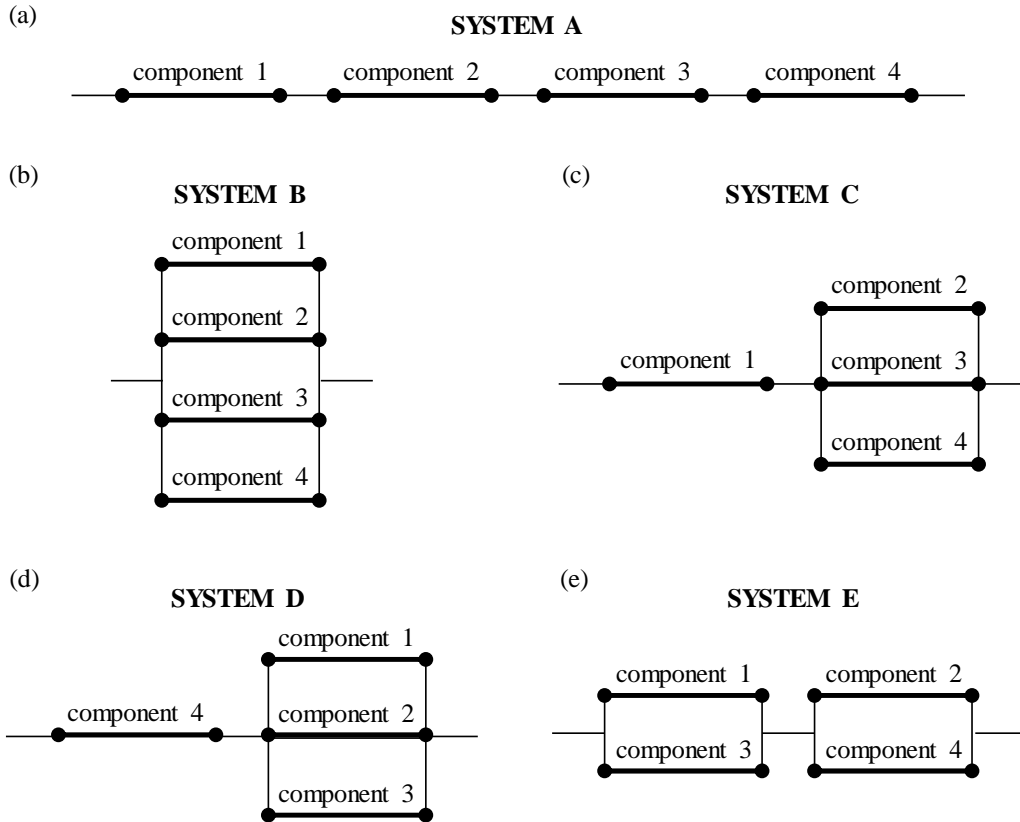 (a)
SYSTEM A
component 1 component 2 component 3 component 4
(b)
SYSTEM B
component 1
component 2
component 3
component 4
(c)
SYSTEM C
component 2
component 1
component 3
component 4
(d)
SYSTEM D
component 1
component 4
component 2
component 3
(e)
SYSTEM E
component 1 component 2
component 3 component 4